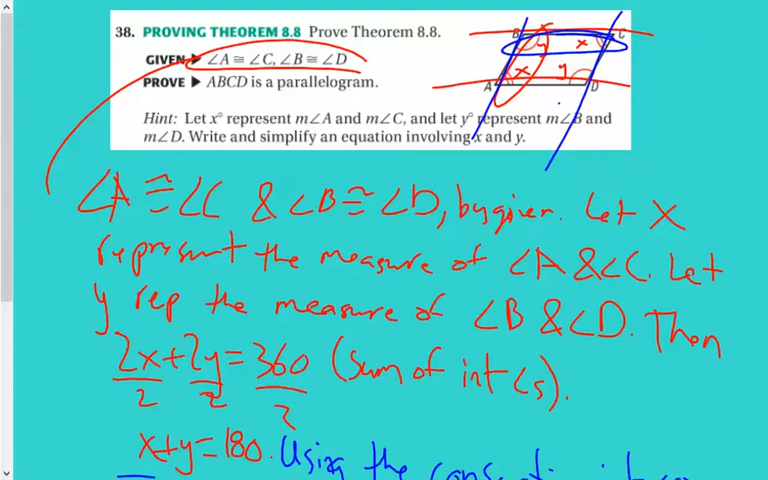 38. PROVING THEOREM 8.8 Prove Theorem 8.8.
GIVEN ▶ ∠A ≅ ∠C, ∠B ≅ ∠D
PROVE ▶ ABCD is a parallelogram.
Hint: Let x° represent m∠A and m∠C, and let y° represent m∠B and
m∠D. Write and simplify an equation involving x and y.
B C
y x
x y
A D
∠A ≅ ∠C & ∠B ≅ ∠D, by given. Let x
represent the measure of ∠A & ∠C. Let
y rep the measure of ∠B & ∠D. Then
2x+2y=360 (sum of int ∠s).
2 2 2
x+y=180. Using the